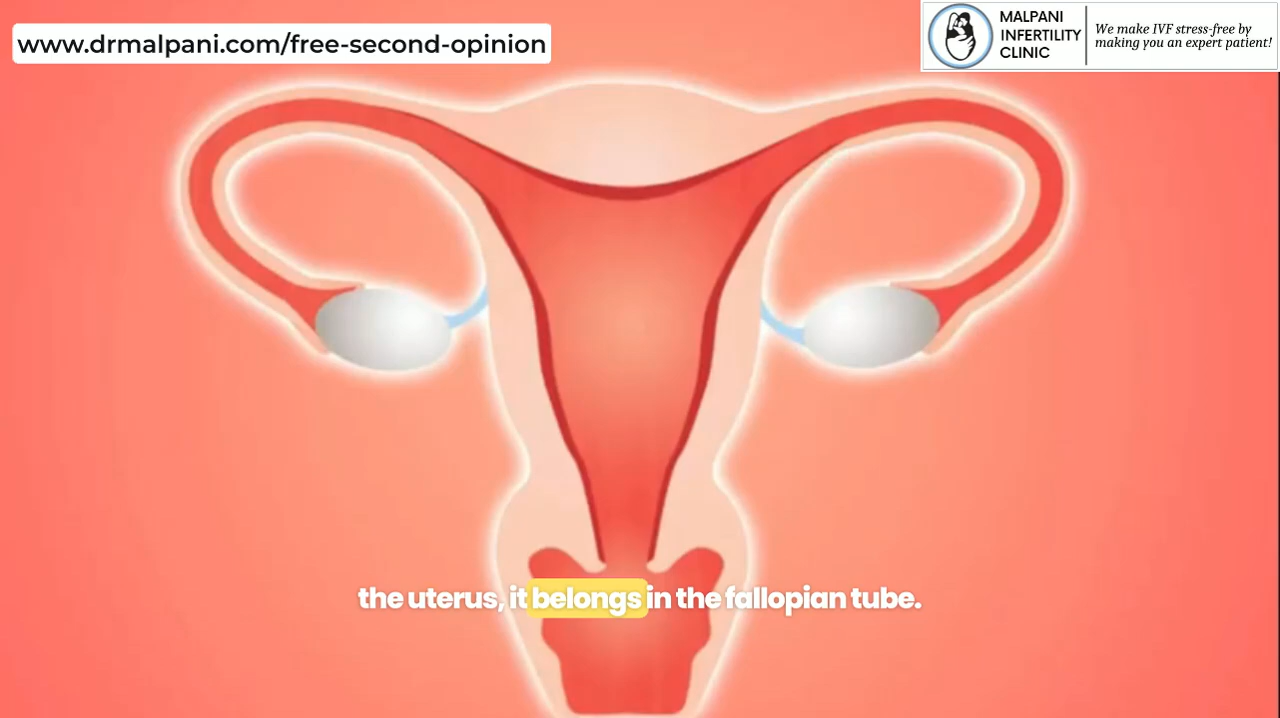 www.drmalpani.com/free-second-opinion
MALPANI
INFERTILITY
CLINIC
We make IVF stress-free by
making you an expert patient!
the uterus, it belongs in the fallopian tube.